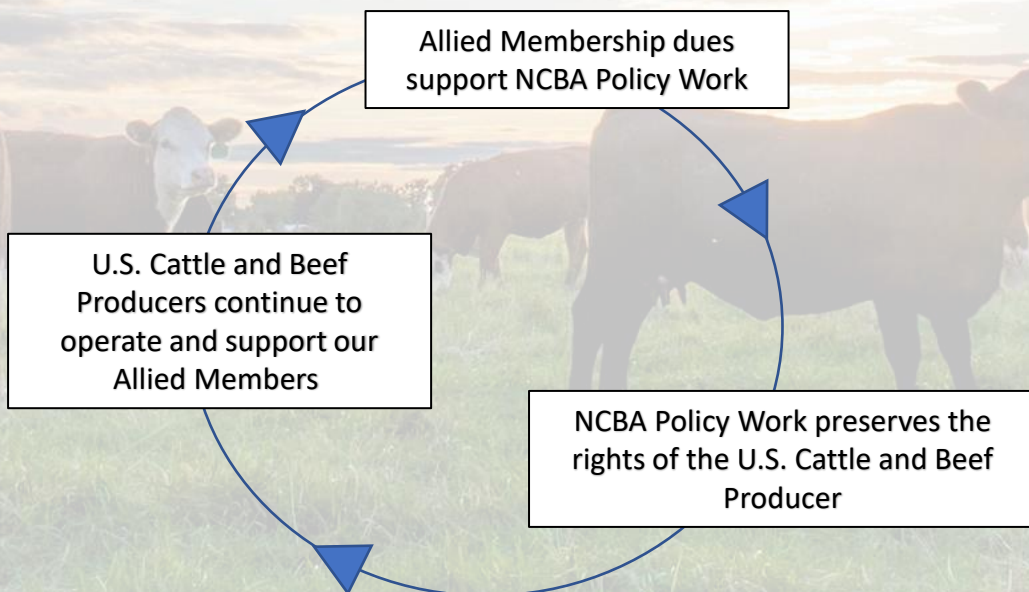 Allied Membership dues
support NCBA Policy Work
U.S. Cattle and Beef
Producers continue to
operate and support our
Allied Members
NCBA Policy Work preserves the
rights of the U.S. Cattle and Beef
Producer